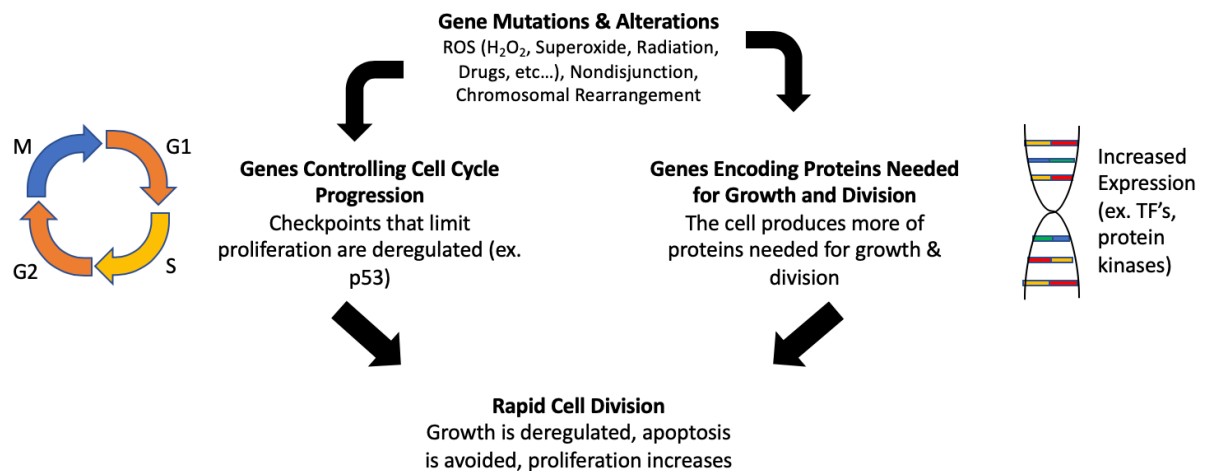 Gene Mutations & Alterations
ROS (H₂O₂, Superoxide, Radiation,
Drugs, etc…), Nondisjunction,
Chromosomal Rearrangement
M
G1
G2
S
Genes Controlling Cell Cycle
Progression
Checkpoints that limit
proliferation are deregulated (ex.
p53)
Genes Encoding Proteins Needed
for Growth and Division
The cell produces more of
proteins needed for growth &
division
Increased
Expression
(ex. TF’s,
protein
kinases)
Rapid Cell Division
Growth is deregulated, apoptosis
is avoided, proliferation increases